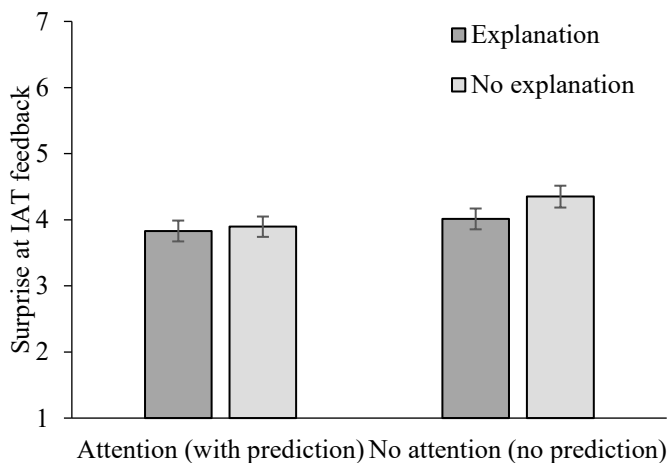 7
6
5
4
3
2
1
Surprise at IAT feedback
Explanation
No explanation
Attention (with prediction)
No attention (no prediction)